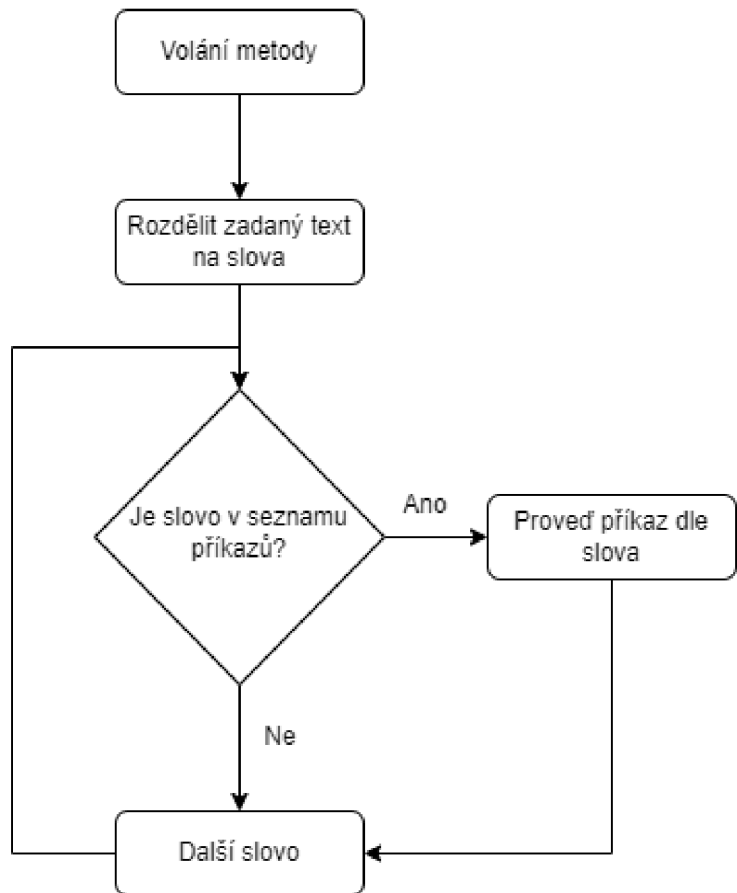 Volání metody
Rozdělit zadaný text
na slova
Je slovo v seznamu
příkazů?
Ano
Proveď příkaz dle
slova
Ne
Další slovo